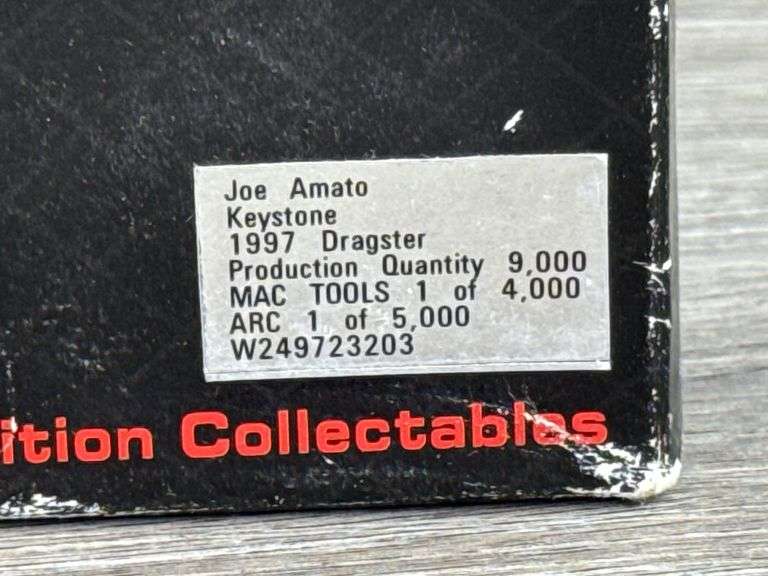 Joe Amato
Keystone
1997 Dragster
Production Quantity 9,000
MAC TOOLS 1 of 4,000
ARC 1 of 5,000
W249723203
ition Collectables